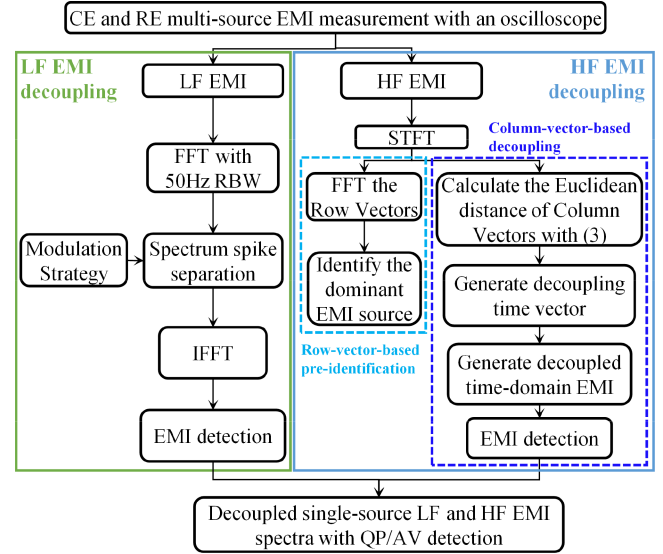 CE and RE multi-source EMI measurement with an oscilloscope
LF EMI
decoupling
LF EMI
FFT with
50Hz RBW
Modulation
Strategy
Spectrum spike
separation
IFFT
EMI detection
HF EMI
decoupling
HF EMI
STFT
Column-vector-based
decoupling
FFT the
Row Vectors
Identify the
dominant
EMI source
Row-vector-based
pre-identification
Calculate the Euclidean
distance of Column
Vectors with (3)
Generate decoupling
time vector
Generate decoupled
time-domain EMI
EMI detection
Decoupled single-source LF and HF EMI
spectra with QP/AV detection